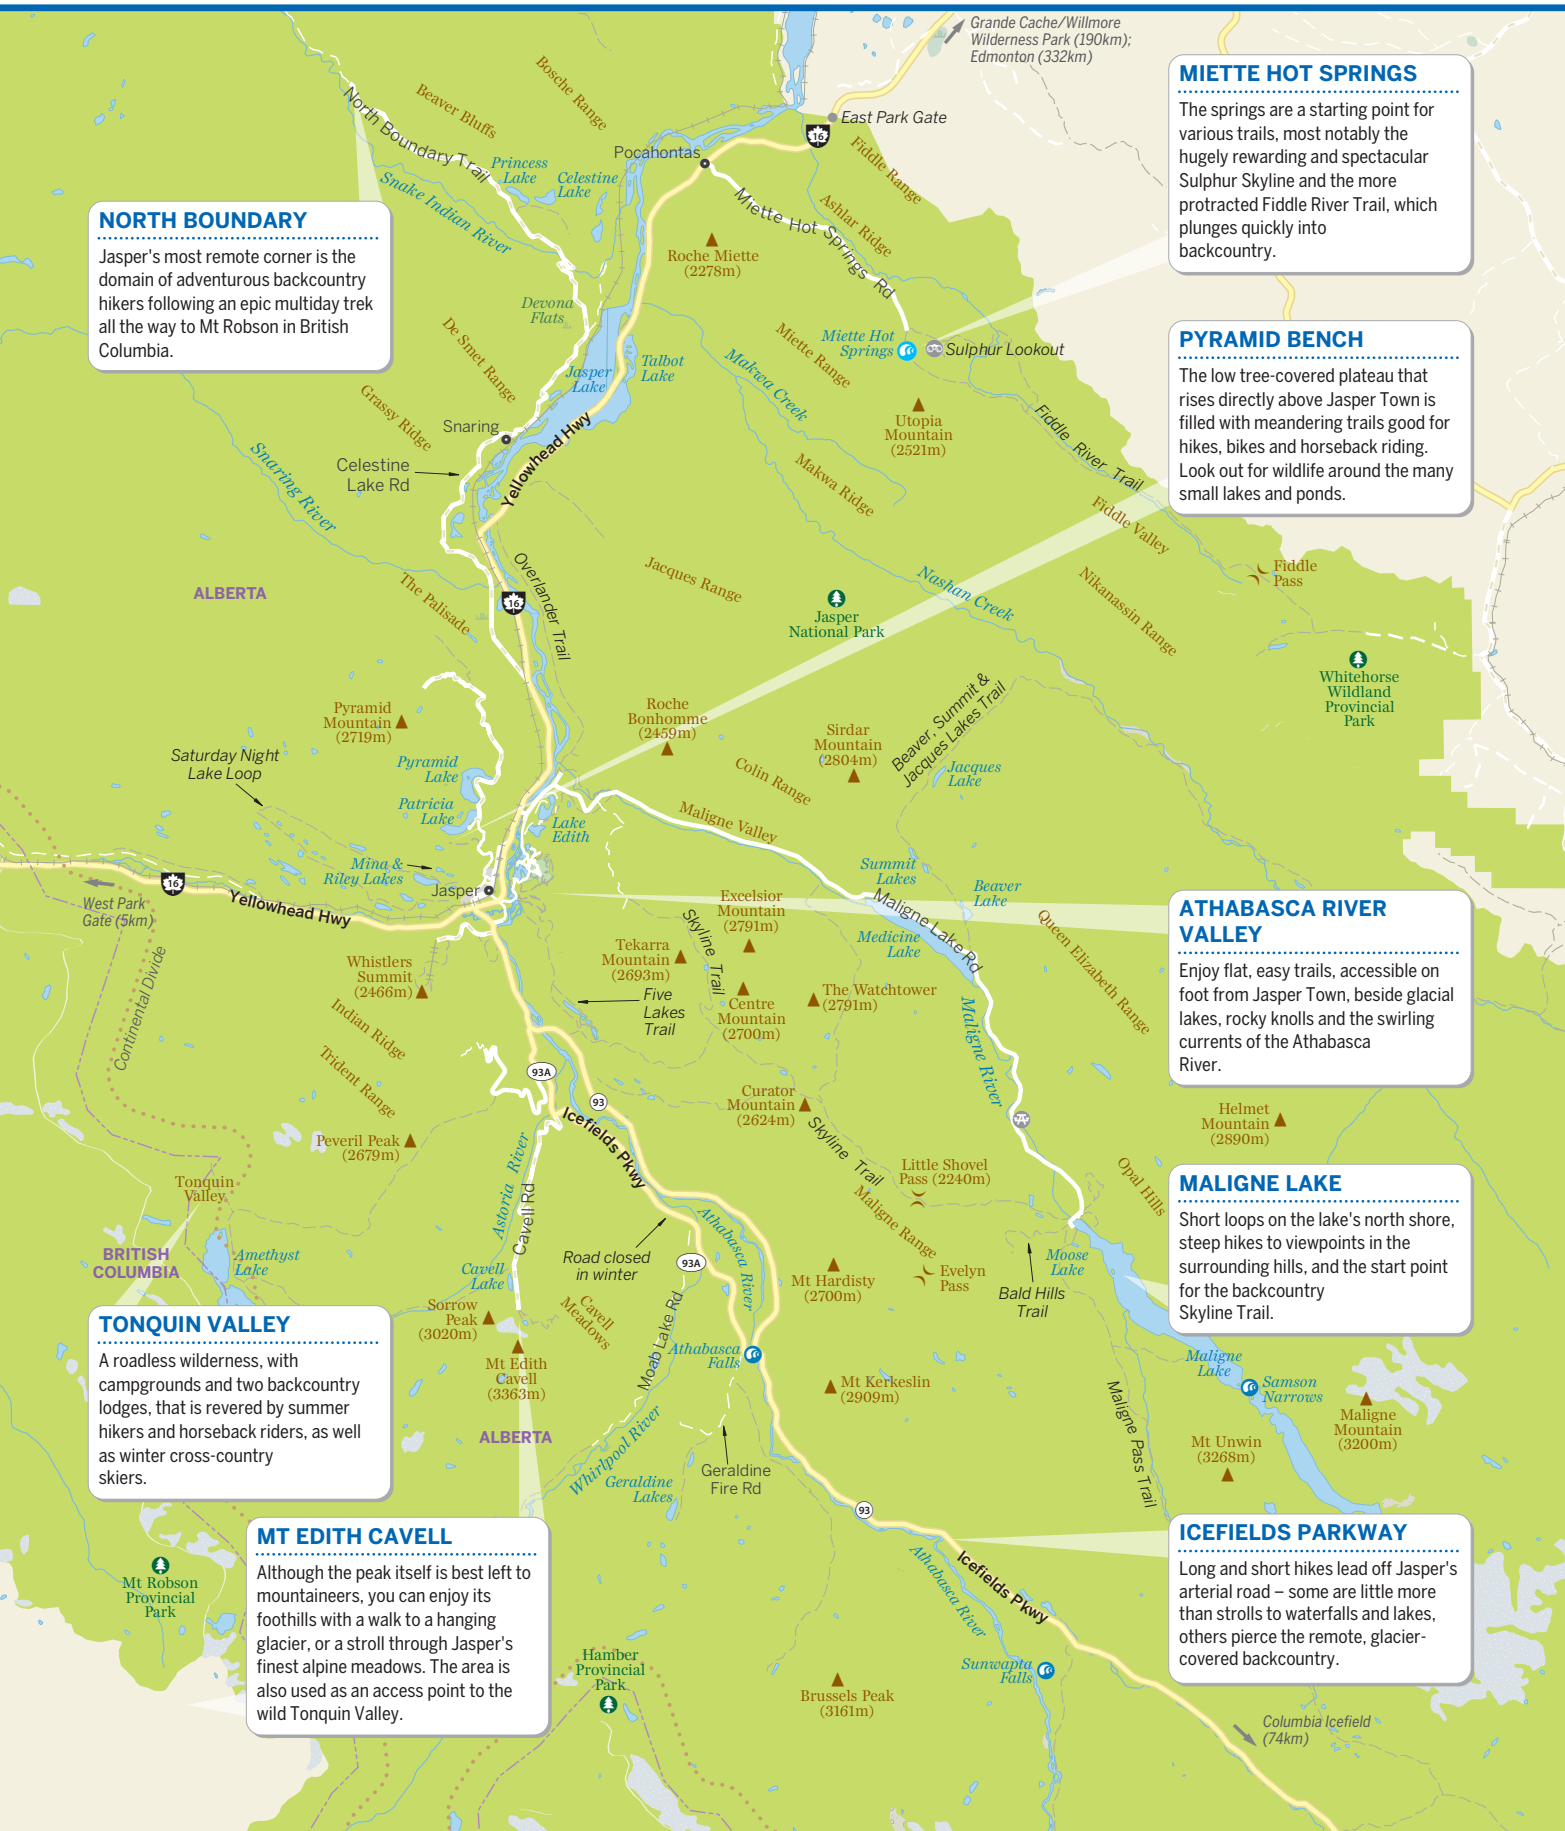 Grande Cache/Willmore
Wilderness Park (190km);
Edmonton (332km)
MIETTE HOT SPRINGS
The springs are a starting point for
various trails, most notably the
hugely rewarding and spectacular
Sulphur Skyline and the more
protracted Fiddle River Trail, which
plunges quickly into
backcountry.
Bosche Range
Beaver Bluffs
North Boundary Trail
East Park Gate
16
Pocahontas
Princess
Lake
Celestine
Lake
Snake Indian River
Fiddle Range
Ashlar Ridge
Miette Hot Springs Rd
NORTH BOUNDARY
Jasper's most remote corner is the
domain of adventurous backcountry
hikers following an epic multiday trek
all the way to Mt Robson in British
Columbia.
Roche Miette
(2278m)
Devona
Flats
De Smet Range
Miette Range
Miette Hot
Springs
Sulphur Lookout
Talbot
Lake
Jasper
Lake
Makwa Creek
Grassy Ridge
Snaring
Yellowhead Hwy
Utopia
Mountain
(2521m)
Fiddle River Trail
PYRAMID BENCH
The low tree-covered plateau that
rises directly above Jasper Town is
filled with meandering trails good for
hikes, bikes and horseback riding.
Look out for wildlife around the many
small lakes and ponds.
Celestine
Lake Rd
Snaring River
Makwa Ridge
Fiddle Valley
Fiddle
Pass
Overlander Trail
Jacques Range
Nashan Creek
Nikanassin Range
ALBERTA
The Palisade
16
Jasper
National Park
Whitehorse
Wildland
Provincial
Park
Pyramid
Mountain
(2719m)
Roche
Bonhomme
(2459m)
Sirdar
Mountain
(2804m)
Beaver, Summit &
Jacques Lakes Trail
Jacques
Lake
Saturday Night
Lake Loop
Pyramid
Lake
Patricia
Lake
Colin Range
Maligne Valley
Lake
Edith
Mina &
Riley Lakes
Jasper
16
West Park
Gate (5km)
Yellowhead Hwy
Summit
Lakes
Beaver
Lake
Maligne Lake Rd
Medicine
Lake
Excelsior
Mountain
(2791m)
Skyline Trail
Tekarra
Mountain
(2693m)
Queen Elizabeth Range
ATHABASCA RIVER
VALLEY
Enjoy flat, easy trails, accessible on
foot from Jasper Town, beside glacial
lakes, rocky knolls and the swirling
currents of the Athabasca
River.
Continental Divide
Whistlers
Summit
(2466m)
Five
Lakes
Trail
Centre
Mountain
(2700m)
The Watchtower
(2791m)
Maligne River
Indian Ridge
Trident Range
93A
93
Icefields Pkwy
Curator
Mountain
(2624m)
Skyline Trail
Helmet
Mountain
(2890m)
Peveril Peak
(2679m)
Astoria River
Cavell Rd
Little Shovel
Pass (2240m)
Maligne Range
Opal Hills
Tonquin
Valley
BRITISH
COLUMBIA
Amethyst
Lake
Cavell
Lake
Road closed
in winter
93A
Athabasca River
Mt Hardisty
(2700m)
Evelyn
Pass
Bald Hills
Trail
Moose
Lake
MALIGNE LAKE
Short loops on the lake's north shore,
steep hikes to viewpoints in the
surrounding hills, and the start point
for the backcountry
Skyline Trail.
TONQUIN VALLEY
A roadless wilderness, with
campgrounds and two backcountry
lodges, that is revered by summer
hikers and horseback riders, as well
as winter cross-country
skiers.
Sorrow
Peak
(3020m)
Cavell
Meadows
Mt Edith
Cavell
(3363m)
Moab Lake Rd
Athabasca
Falls
Mt Kerkeslin
(2909m)
Maligne
Lake
Samson
Narrows
Maligne
Mountain
(3200m)
Mt Unwin
(3268m)
Maligne Pass Trail
ALBERTA
Whirlpool River
Geraldine
Lakes
Geraldine
Fire Rd
93
MT EDITH CAVELL
Although the peak itself is best left to
mountaineers, you can enjoy its
foothills with a walk to a hanging
glacier, or a stroll through Jasper's
finest alpine meadows. The area is
also used as an access point to the
wild Tonquin Valley.
Mt Robson
Provincial
Park
Athabasca River
Icefields Pkwy
ICEFIELDS PARKWAY
Long and short hikes lead off Jasper's
arterial road – some are little more
than strolls to waterfalls and lakes,
others pierce the remote, glacier-
covered backcountry.
Hamber
Provincial
Park
Sunwapta
Falls
Brussels Peak
(3161m)
Columbia Icefield
(74km)